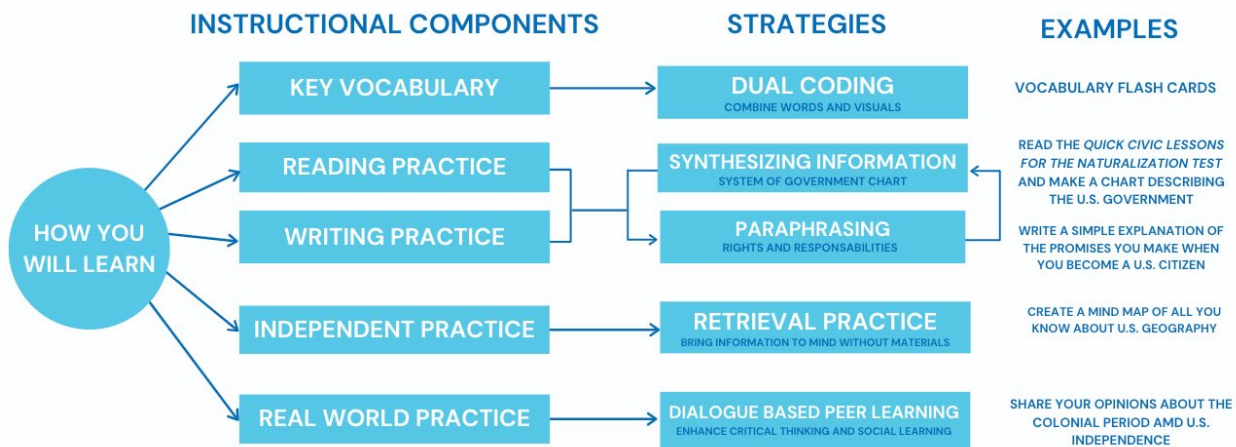 INSTRUCTIONAL COMPONENTS
STRATEGIES
EXAMPLES
HOW YOU
WILL LEARN
KEY VOCABULARY
DUAL CODING
COMBINE WORDS AND VISUALS
VOCABULARY FLASH CARDS
READING PRACTICE
SYNTHESIZING INFORMATION
SYSTEM OF GOVERNMENT CHART
READ THE QUICK CIVIC LESSONS
FOR THE NATURALIZATION TEST
AND MAKE A CHART DESCRIBING
THE U.S. GOVERNMENT
WRITING PRACTICE
PARAPHRASING
RIGHTS AND RESPONSABILITIES
WRITE A SIMPLE EXPLANATION OF
THE PROMISES YOU MAKE WHEN
YOU BECOME A U.S. CITIZEN
INDEPENDENT PRACTICE
RETRIEVAL PRACTICE
BRING INFORMATION TO MIND WITHOUT MATERIALS
CREATE A MIND MAP OF ALL YOU
KNOW ABOUT U.S. GEOGRAPHY
REAL WORLD PRACTICE
DIALOGUE BASED PEER LEARNING
ENHANCE CRITICAL THINKING AND SOCIAL LEARNING
SHARE YOUR OPINIONS ABOUT THE
COLONIAL PERIOD AMD U.S.
INDEPENDENCE